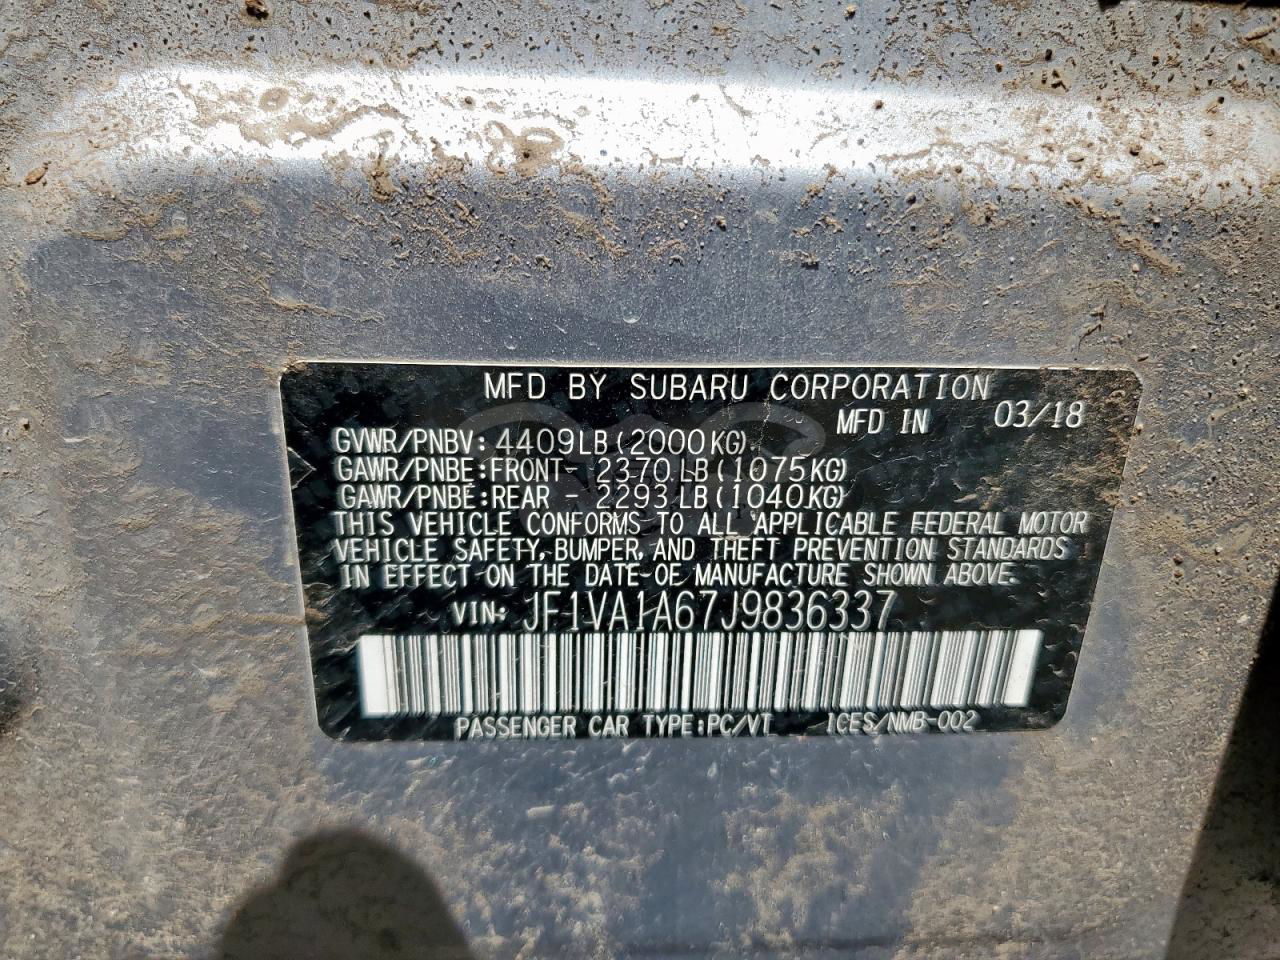 MFD BY SUBARU CORPORATION
MFD IN 03/18
GVWR/PNBV: 4409LB(2000KG)
GAWR/PNBE:FRONT- 2370LB(1075KG)
GAWR/PNBE:REAR - 2293LB(1040KG)
THIS VEHICLE CONFORMS TO ALL APPLICABLE FEDERAL MOTOR
VEHICLE SAFETY, BUMPER, AND THEFT PREVENTION STANDARDS
IN EFFECT ON THE DATE OF MANUFACTURE SHOWN ABOVE.
VIN: JF1VA1A67J9836337
PASSENGER CAR TYPE:PC/VT ICES/NMB-002